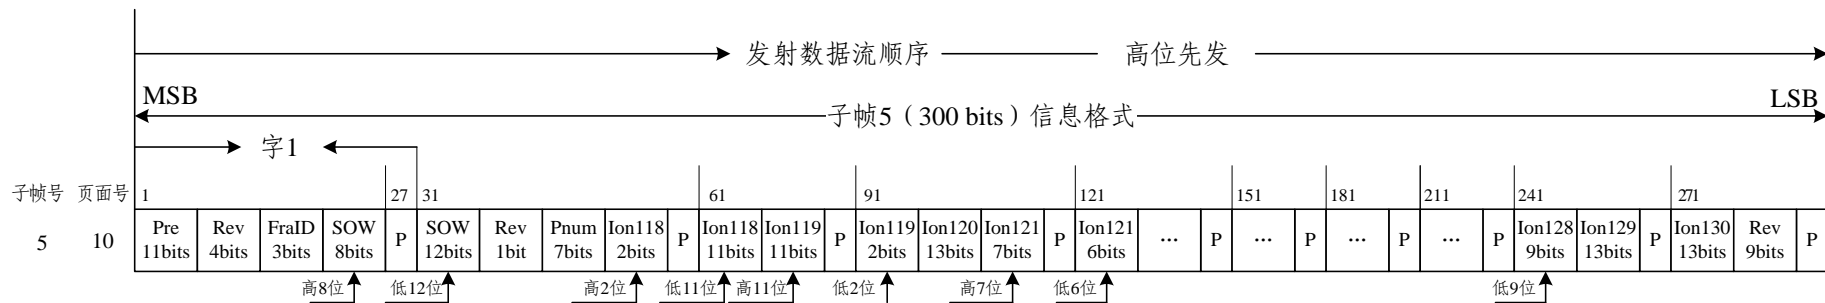 发射数据流顺序 高位先发
MSB LSB
子帧5（300 bits）信息格式
字1
子帧号 页面号 1 27 31 61 91 121 151 181 211 241 271
5 10 Pre 11bits Rev 4bits FraID 3bits SOW 8bits P SOW 12bits Rev 1bit Pnum 7bits Ion118 2bits P Ion118 11bits Ion119 11bits P Ion119 2bits Ion120 13bits Ion121 7bits P Ion121 6bits ... P ... P ... P ... P Ion128 9bits Ion129 13bits P Ion130 13bits Rev 9bits P
高8位 低12位 高2位 低11位 高11位 低2位 高7位 低6位 低9位